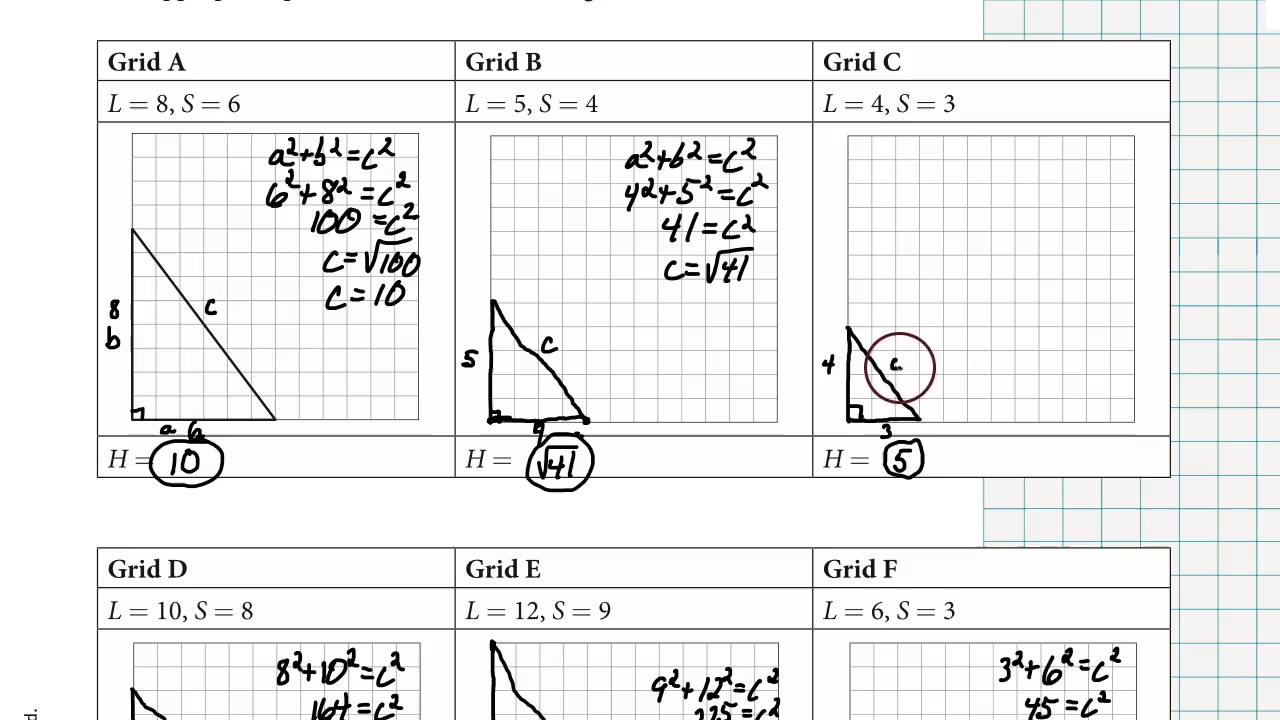 Grid A
Grid B
Grid C
L = 8, S = 6
L = 5, S = 4
L = 4, S = 3
a²+b²=c²
6²+8²=c²
100=c²
c=√100
c=10
8
b
c
a 6
a²+b²=c²
4²+5²=c²
41=c²
c=√41
5
c
4
4
c
3
H = 10
H = √41
H = 5
Grid D
Grid E
Grid F
L = 10, S = 8
L = 12, S = 9
L = 6, S = 3
8²+10²=c²
164=c²
9²+12²=c²
225=c²
3²+6²=c²
45=c²
d.